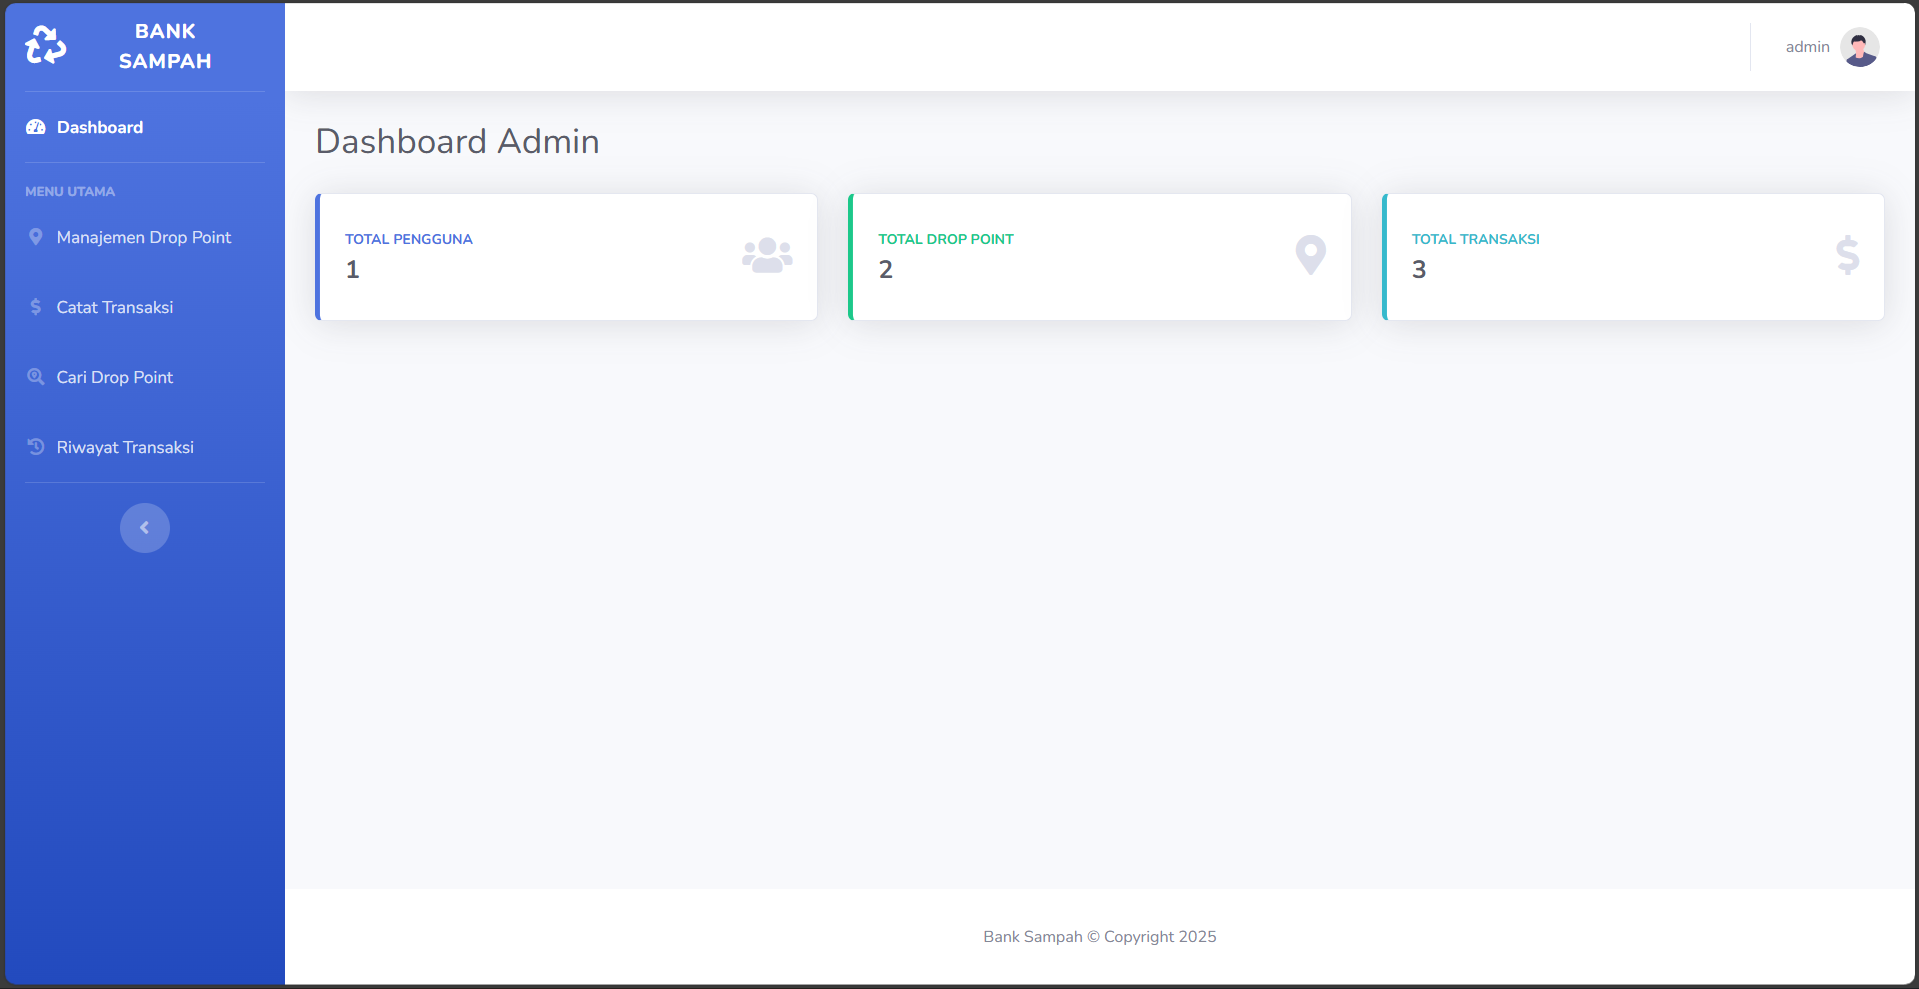 BANK
SAMPAH
Dashboard
MENU UTAMA
Manajemen Drop Point
Catat Transaksi
Cari Drop Point
Riwayat Transaksi
admin
Dashboard Admin
TOTAL PENGGUNA
1
TOTAL DROP POINT
2
TOTAL TRANSAKSI
3
Bank Sampah © Copyright 2025